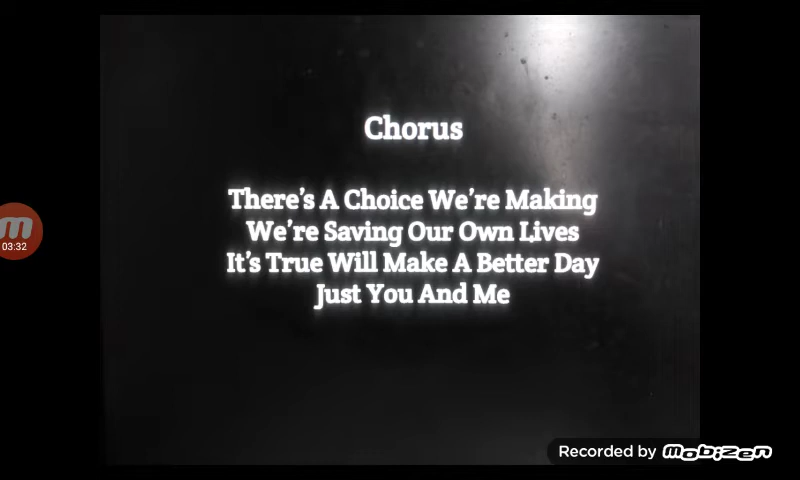 Chorus
There's A Choice We're Making
We're Saving Our Own Lives
It's True Will Make A Better Day
Just You And Me
m
03:32
Recorded by mobizen